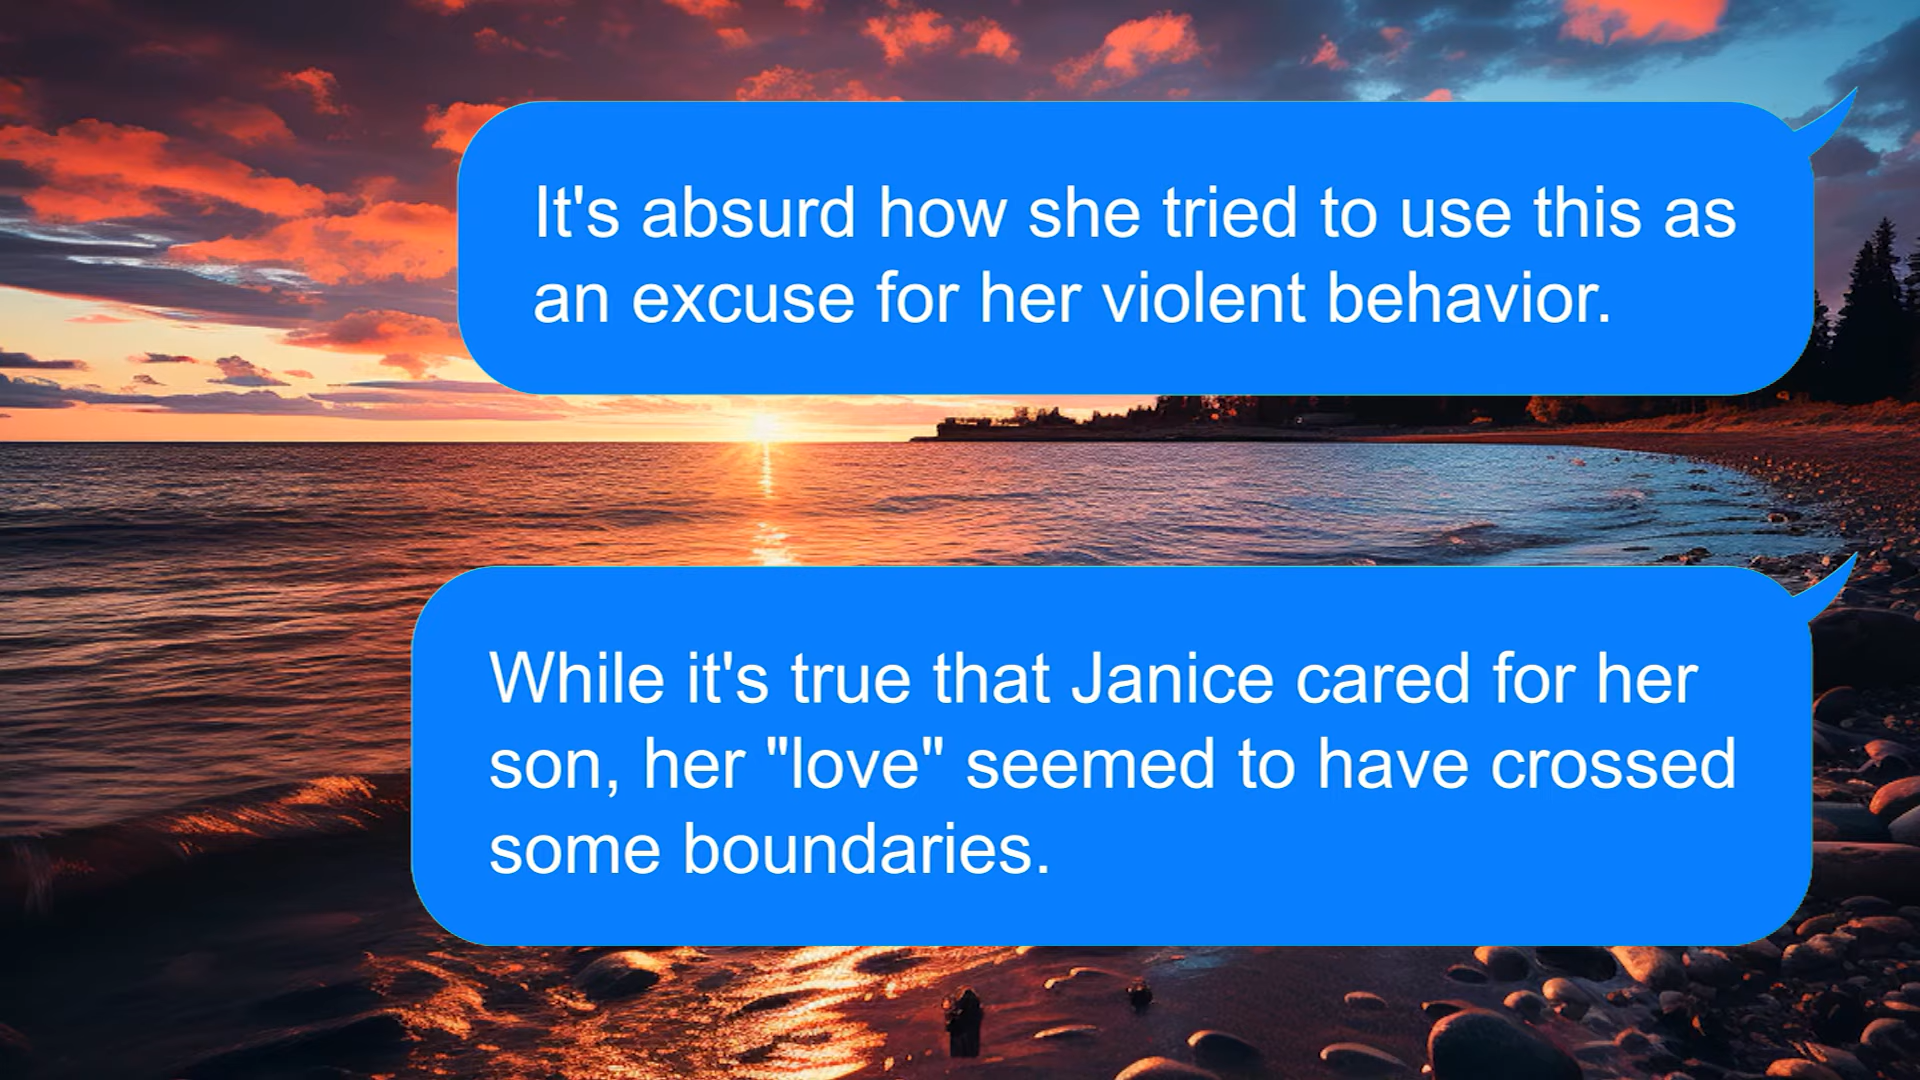 It's absurd how she tried to use this as
an excuse for her violent behavior.
While it's true that Janice cared for her
son, her "love" seemed to have crossed
some boundaries.